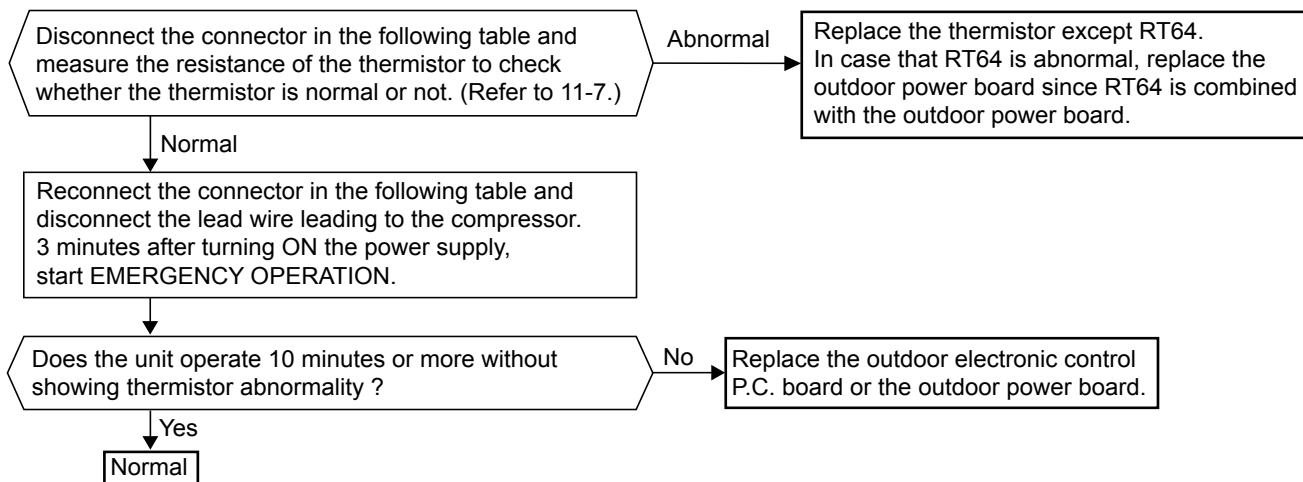 Disconnect the connector in the following table and
measure the resistance of the thermistor to check
whether the thermistor is normal or not. (Refer to 11-7.)
Abnormal
Replace the thermistor except RT64.
In case that RT64 is abnormal, replace the
outdoor power board since RT64 is combined
with the outdoor power board.
Normal
Reconnect the connector in the following table and
disconnect the lead wire leading to the compressor.
3 minutes after turning ON the power supply,
start EMERGENCY OPERATION.
Does the unit operate 10 minutes or more without
showing thermistor abnormality ?
No
Replace the outdoor electronic control
P.C. board or the outdoor power board.
Yes
Normal